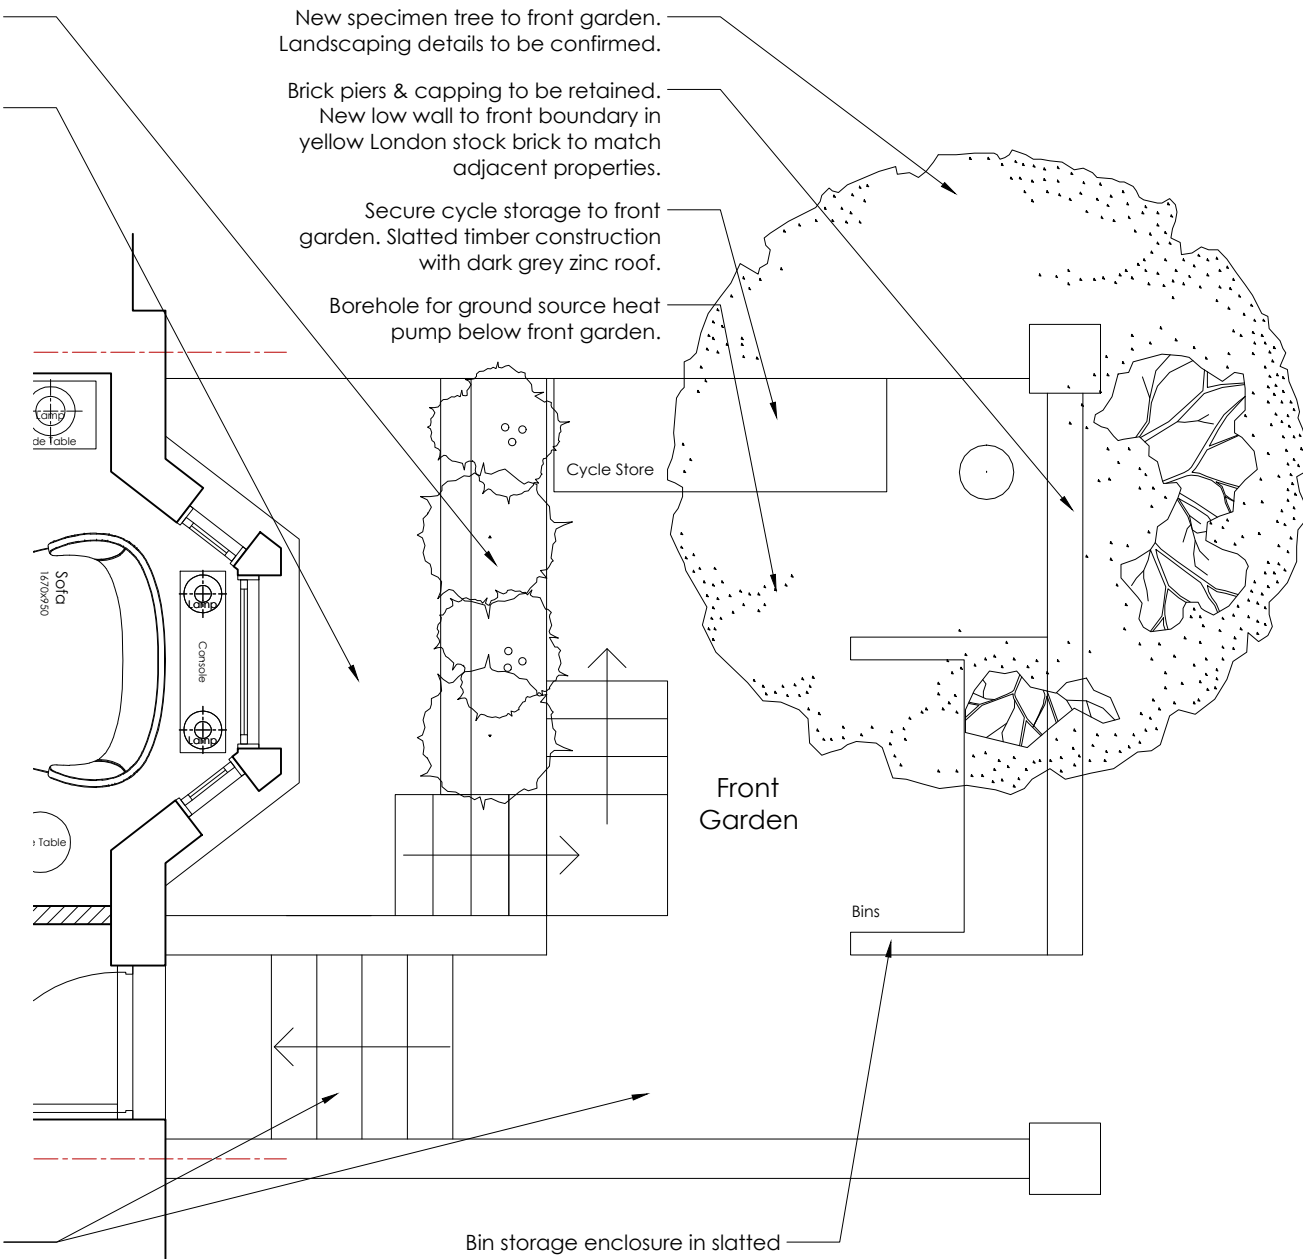 New specimen tree to front garden.
Landscaping details to be confirmed.
Brick piers & capping to be retained.
New low wall to front boundary in
yellow London stock brick to match
adjacent properties.
Secure cycle storage to front
garden. Slatted timber construction
with dark grey zinc roof.
Borehole for ground source heat
pump below front garden.
Lamp
de Table
Cycle Store
Sofa
1670x950
Lamp
Console
Lamp
Front
Garden
e Table
Bins
Bin storage enclosure in slatted